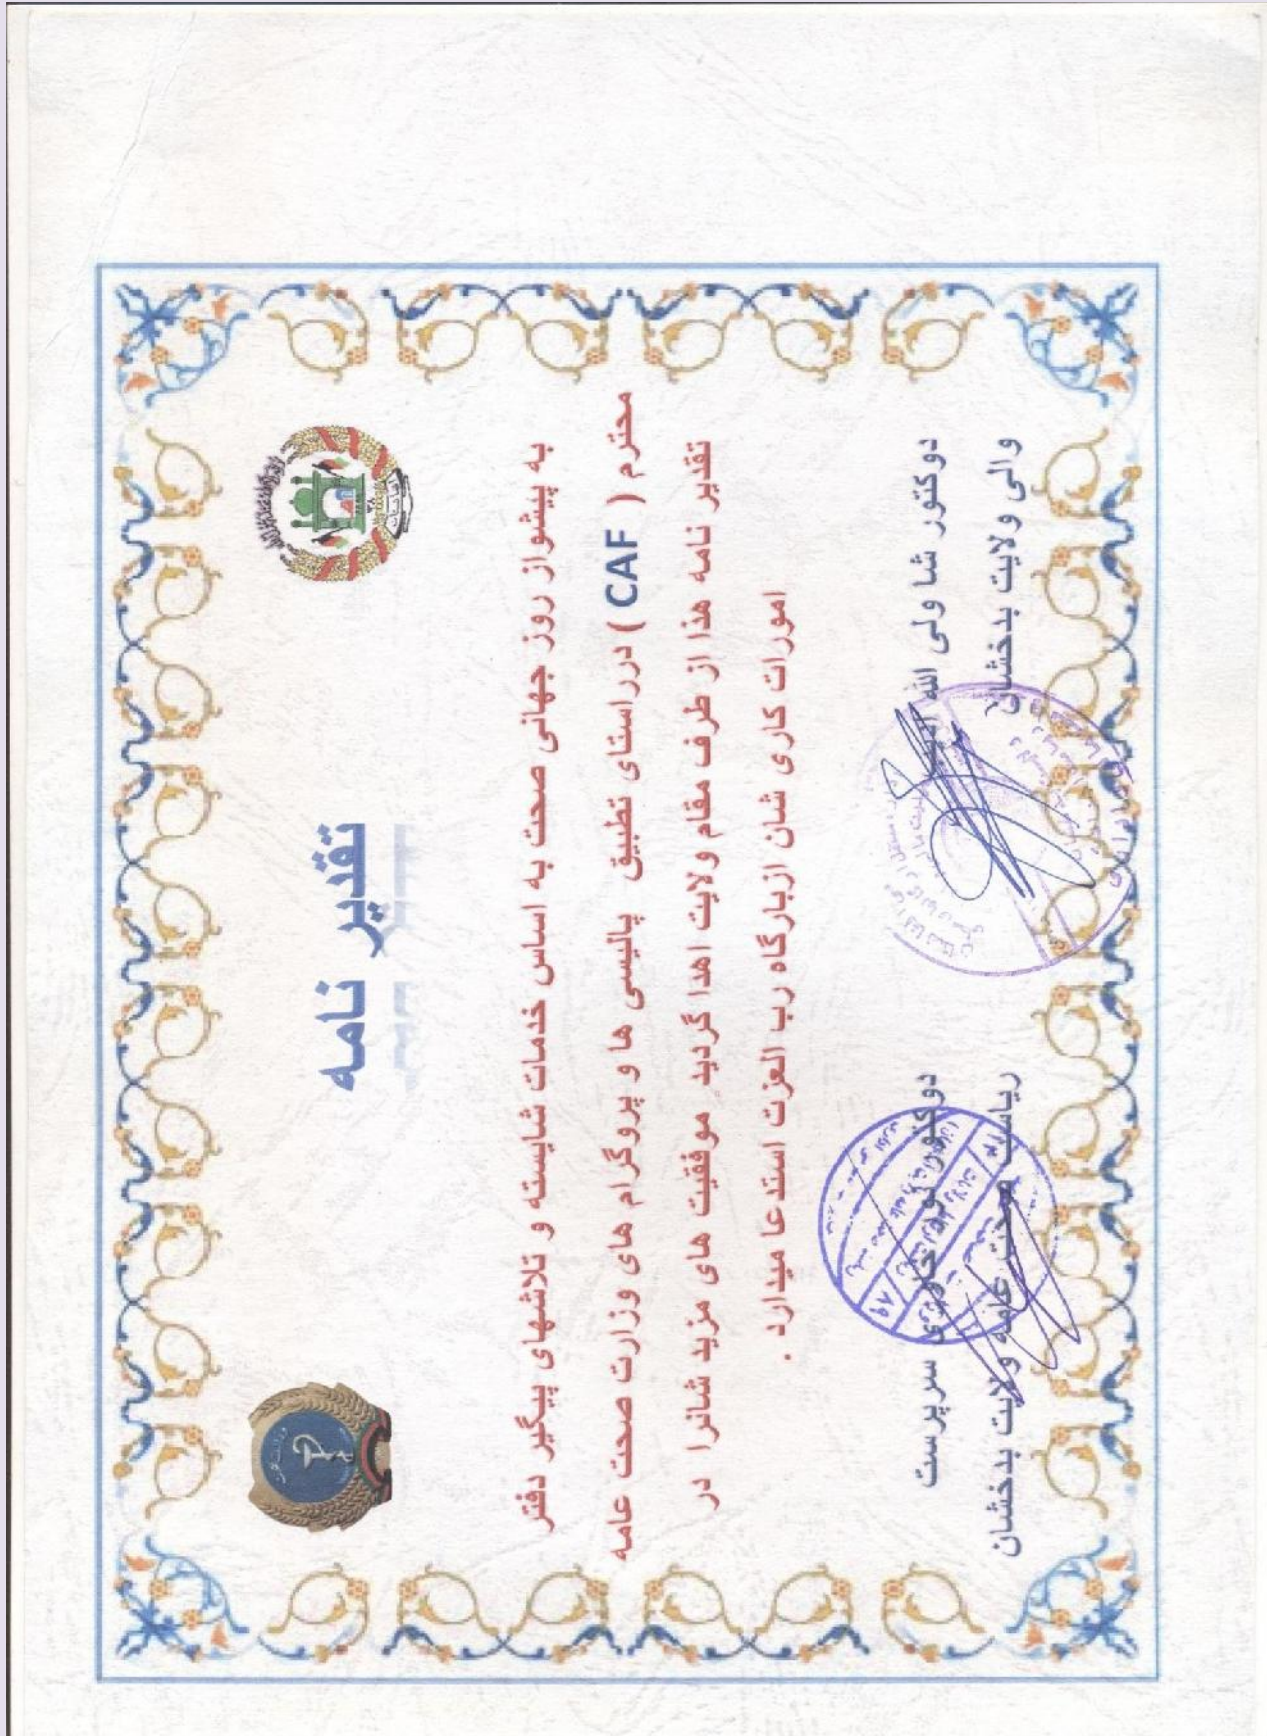 تقدیر نامه
به پیشواز روز جهانی صحت به اساس خدمات شایسته و تلاشهای پیگیر دفتر
محترم ( CAF ) درراستای تطبیق پالیسی ها و پروگرام های وزارت صحت عامه
تقدیر نامه هذا از طرف مقام ولایت اهدا گردید موفقیت های مزید شانرا در
امورات کاری شان ازبارگاه رب العزت استدعا میدارد .
دوکتور شا ولی الله
والی ولایت بدخشان
دوکتور سرپرست
ریاست صحت عامه ولایت بدخشان